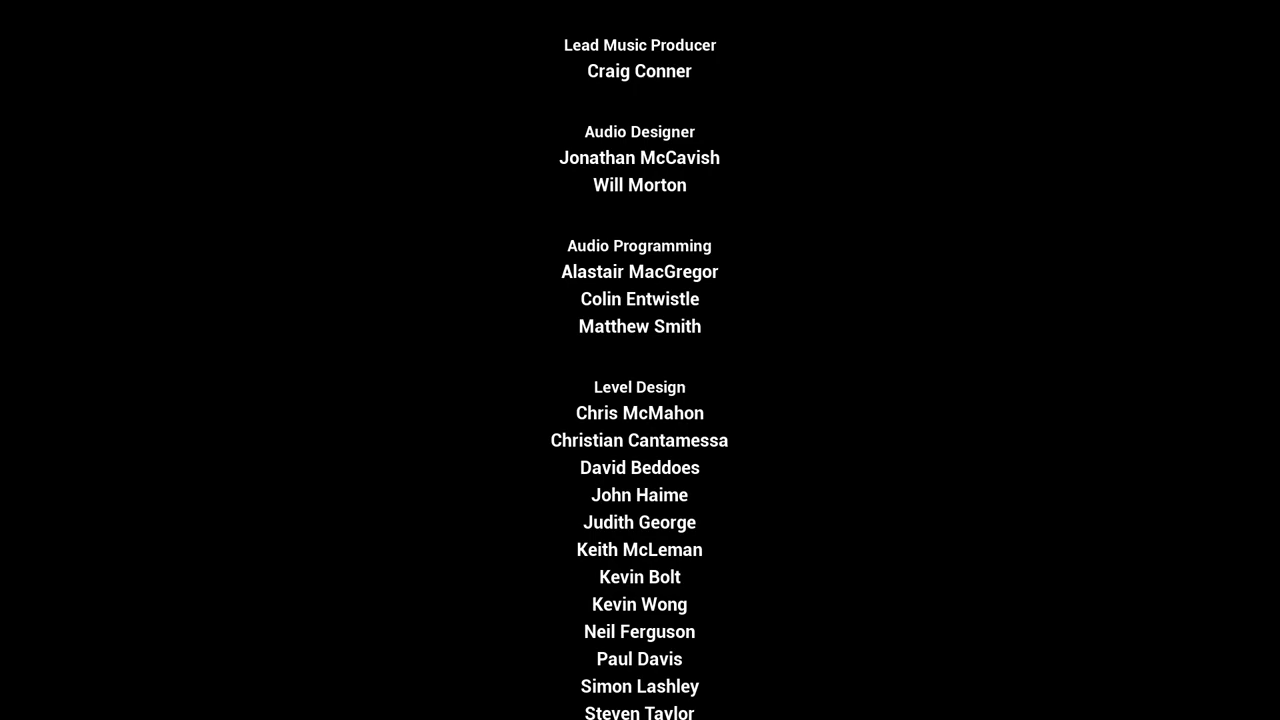 Lead Music Producer
Craig Conner
Audio Designer
Jonathan McCavish
Will Morton
Audio Programming
Alastair MacGregor
Colin Entwistle
Matthew Smith
Level Design
Chris McMahon
Christian Cantamessa
David Beddoes
John Haime
Judith George
Keith McLeman
Kevin Bolt
Kevin Wong
Neil Ferguson
Paul Davis
Simon Lashley
Steven Taylor